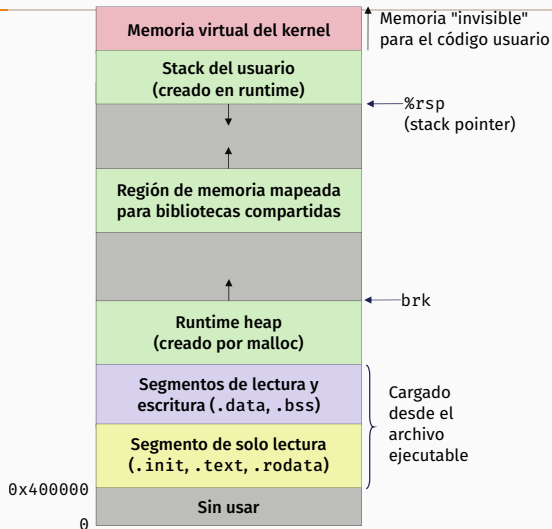 Memoria virtual del kernel
Memoria "invisible"
para el código usuario
Stack del usuario
(creado en runtime)
%rsp
(stack pointer)
Región de memoria mapeada
para bibliotecas compartidas
brk
Runtime heap
(creado por malloc)
Segmentos de lectura y
escritura (.data, .bss)
Cargado
desde el
archivo
ejecutable
Segmento de solo lectura
(.init, .text, .rodata)
0x400000
Sin usar
0